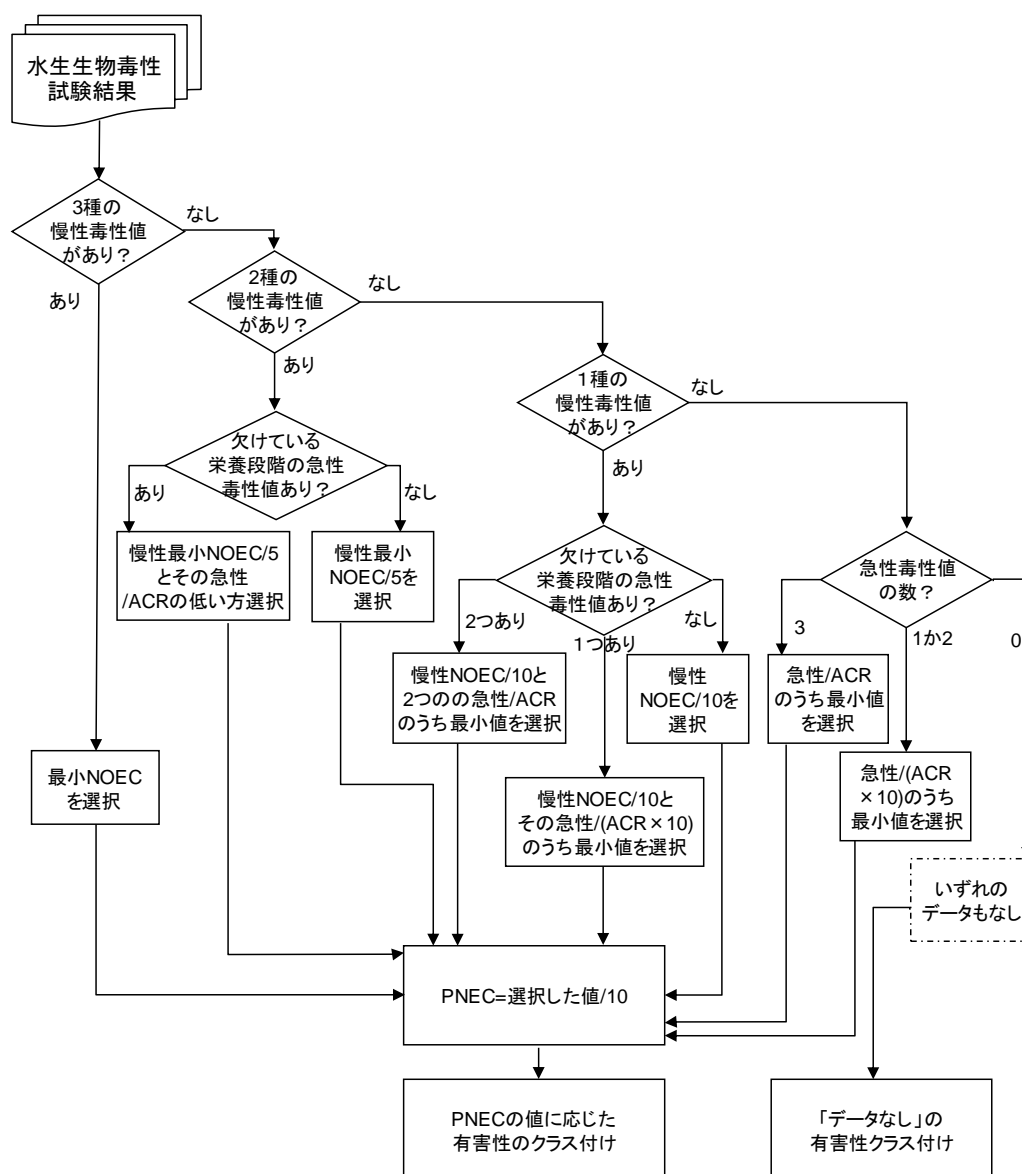 水生生物毒性
試験結果
3種の
慢性毒性値
があり？
なし
あり
2種の
慢性毒性値
があり？
なし
あり
１種の
慢性毒性値
があり？
なし
あり
欠けている
栄養段階の急性
毒性値あり？
あり
なし
慢性最小NOEC/5
とその急性
/ACRの低い方選択
慢性最小
NOEC/5を
選択
欠けている
栄養段階の急性
毒性値あり？
2つあり
１つあり
なし
急性毒性値
の数？
3
1か2
0
慢性NOEC/10と
2つのの急性/ACR
のうち最小値を選択
慢性
NOEC/10を
選択
急性/ACR
のうち最小値
を選択
最小NOEC
を選択
慢性NOEC/10と
その急性/(ACR×10)
のうち最小値を選択
急性/(ACR
×10)のうち
最小値を選択
いずれの
データもなし
PNEC=選択した値/10
PNECの値に応じた
有害性のクラス付け
「データなし」の
有害性クラス付け